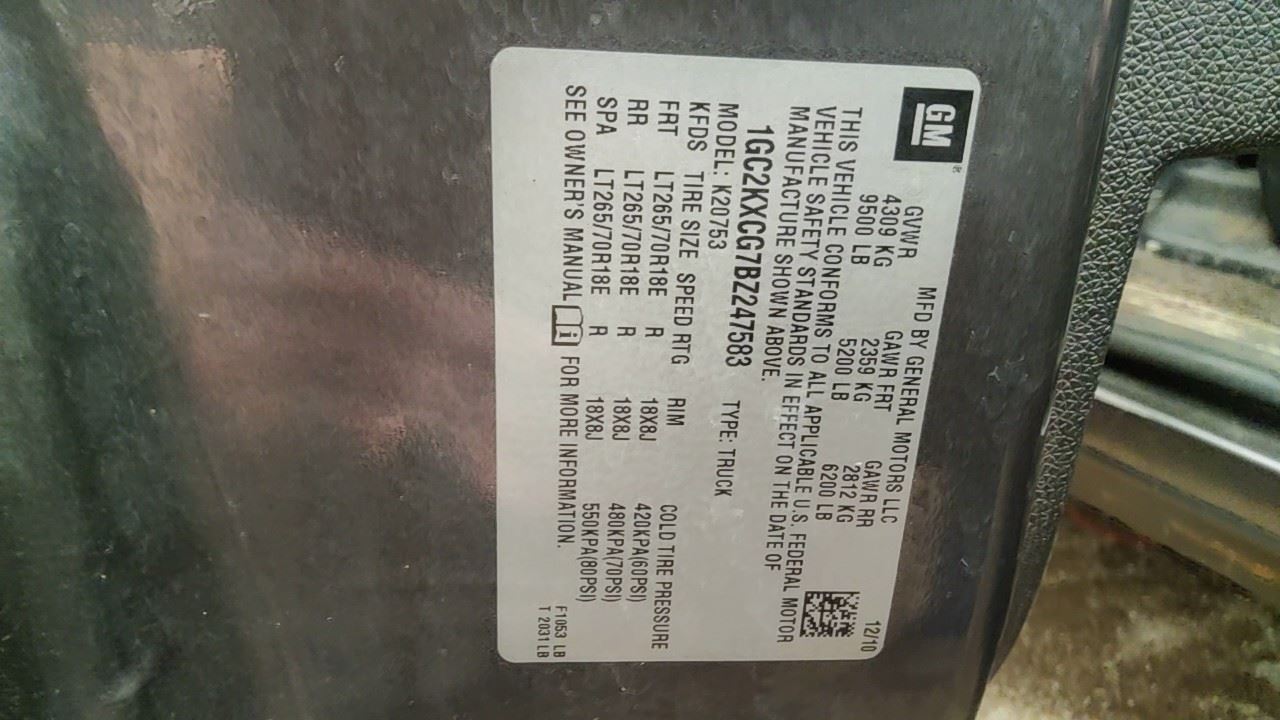 GM
MFD BY GENERAL MOTORS LLC
12/10
GVWR GAWR FRT GAWR RR
4309 KG 2359 KG 2812 KG
9500 LB 5200 LB 6200 LB
THIS VEHICLE CONFORMS TO ALL APPLICABLE U.S. FEDERAL MOTOR
VEHICLE SAFETY STANDARDS IN EFFECT ON THE DATE OF
MANUFACTURE SHOWN ABOVE.
1GC2KXCG7BZ247583 TYPE: TRUCK
MODEL: K20753
KFDS TIRE SIZE SPEED RTG RIM COLD TIRE PRESSURE
FRT LT265/70R18E R 18X8J 420KPA(60PSI)
RR LT265/70R18E R 18X8J 480KPA(70PSI)
SPA LT265/70R18E R 18X8J 550KPA(80PSI)
SEE OWNER'S MANUAL i FOR MORE INFORMATION.
F1053 LB
T 2031LB